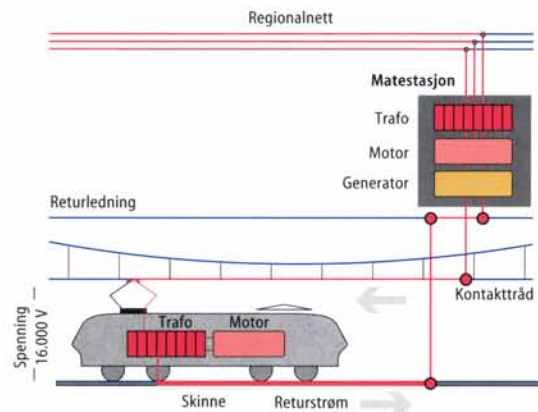 Regionalnett
Matestasjon
Trafo
Motor
Generator
Returledning
Kontakttråd
Spenning
16.000 V
Trafo
Motor
Skinne
Returstrøm